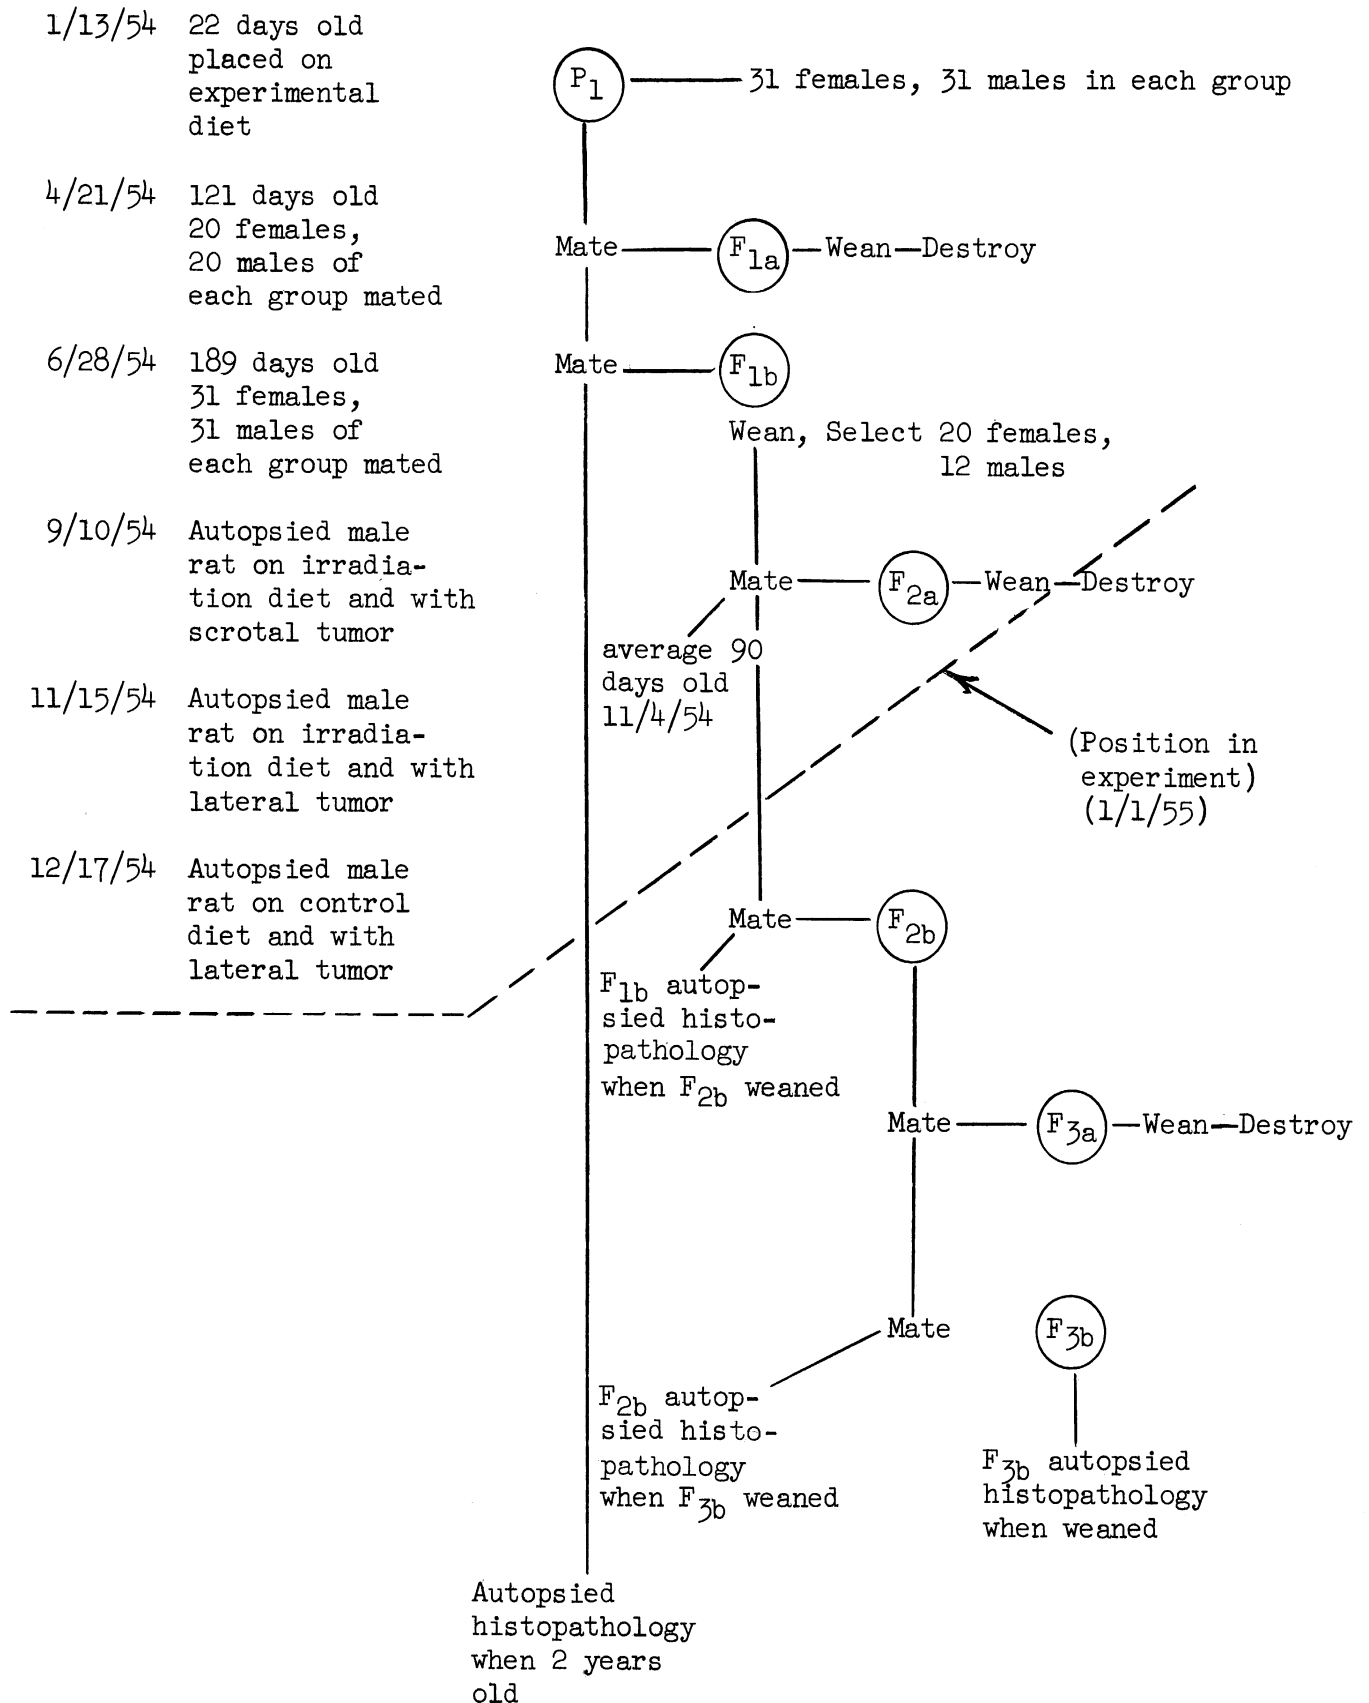 1/13/54 22 days old
placed on
experimental
diet
P1
31 females, 31 males in each group
4/21/54 121 days old
20 females,
20 males of
each group mated
Mate
F1a
Wean
Destroy
6/28/54 189 days old
31 females,
31 males of
each group mated
Mate
F1b
Wean, Select 20 females,
12 males
9/10/54 Autopsied male
rat on irradia-
tion diet and with
scrotal tumor
Mate
F2a
Wean
Destroy
average 90
days old
11/4/54
11/15/54 Autopsied male
rat on irradia-
tion diet and with
lateral tumor
(Position in
experiment)
(1/1/55)
12/17/54 Autopsied male
rat on control
diet and with
lateral tumor
Mate
F2b
F1b autop-
sied histo-
pathology
when F2b weaned
Mate
F3a
Wean
Destroy
Mate
F3b
F2b autop-
sied histo-
pathology
when F3b weaned
F3b autopsied
histopathology
when weaned
Autopsied
histopathology
when 2 years
old